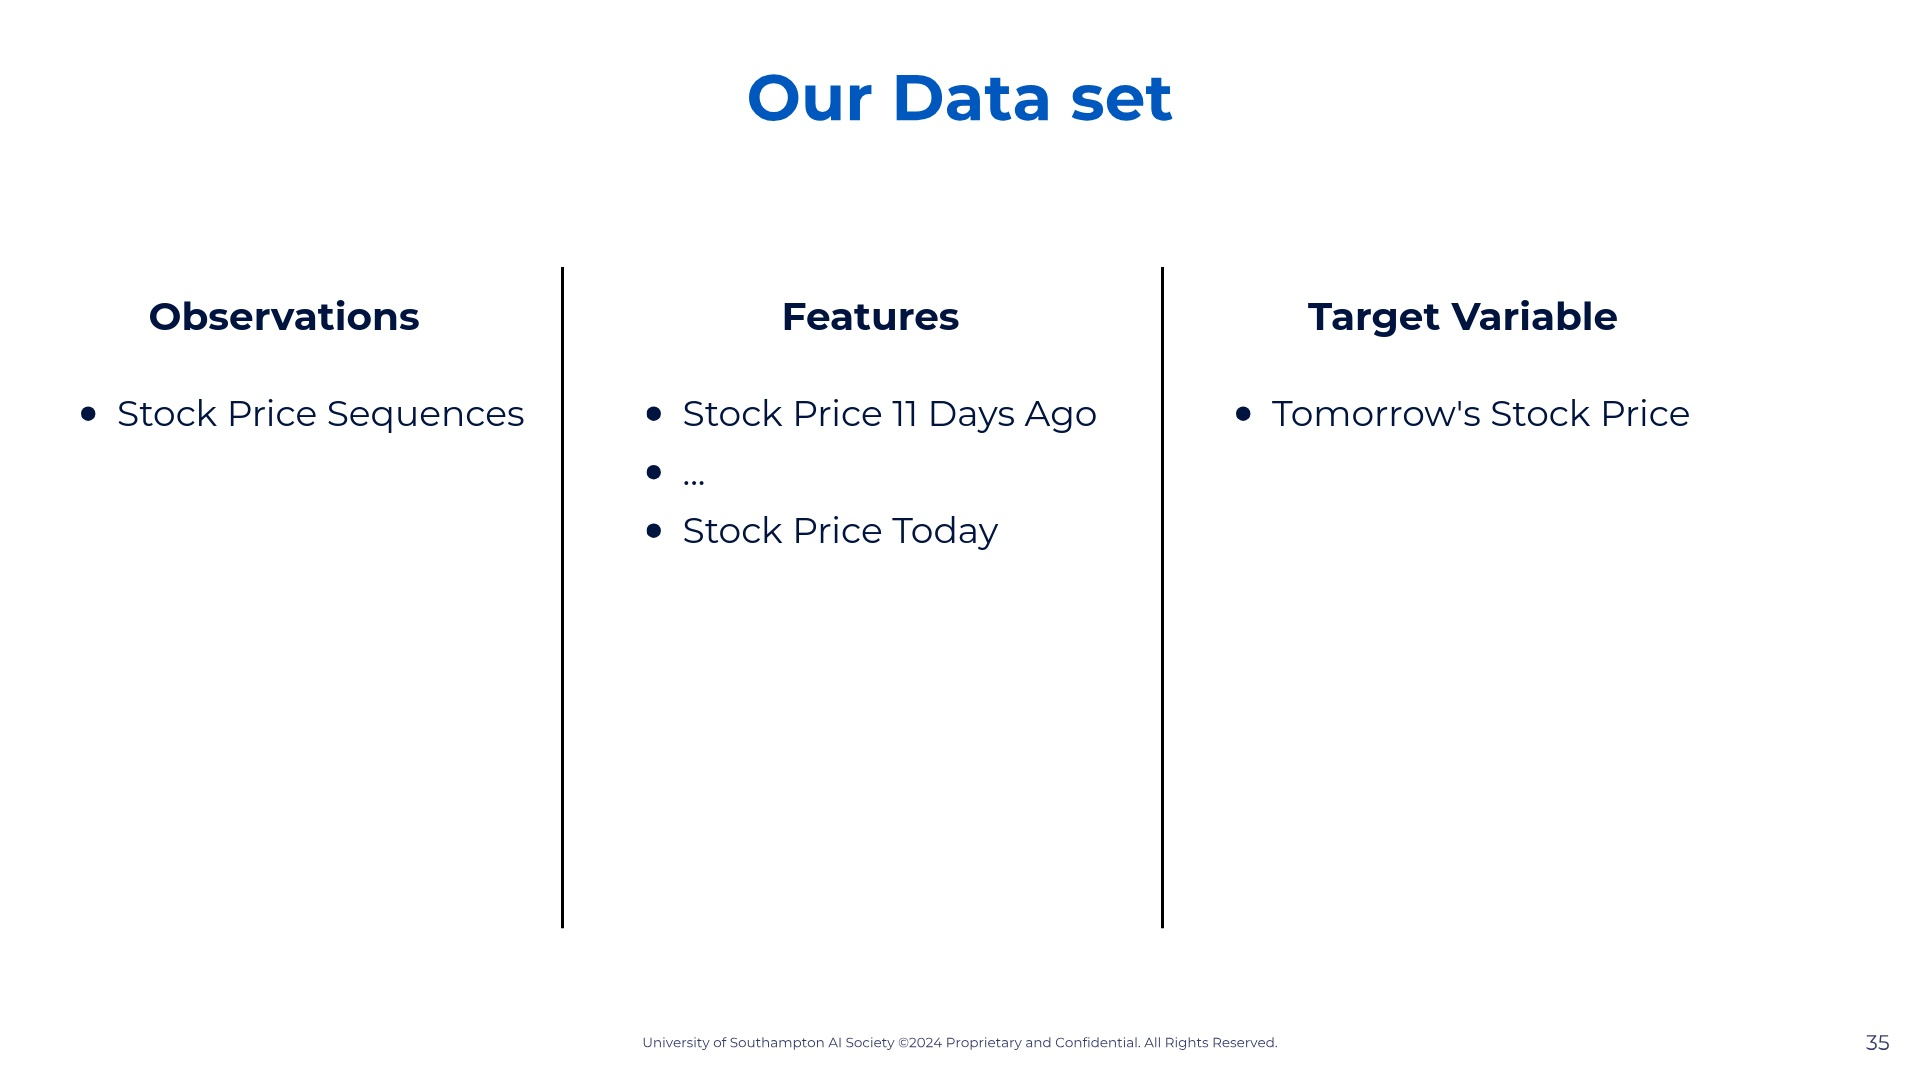 Our Data set
Observations
• Stock Price Sequences
Features
• Stock Price 11 Days Ago
• ...
• Stock Price Today
Target Variable
• Tomorrow's Stock Price
University of Southampton AI Society ©2024 Proprietary and Confidential. All Rights Reserved.
35